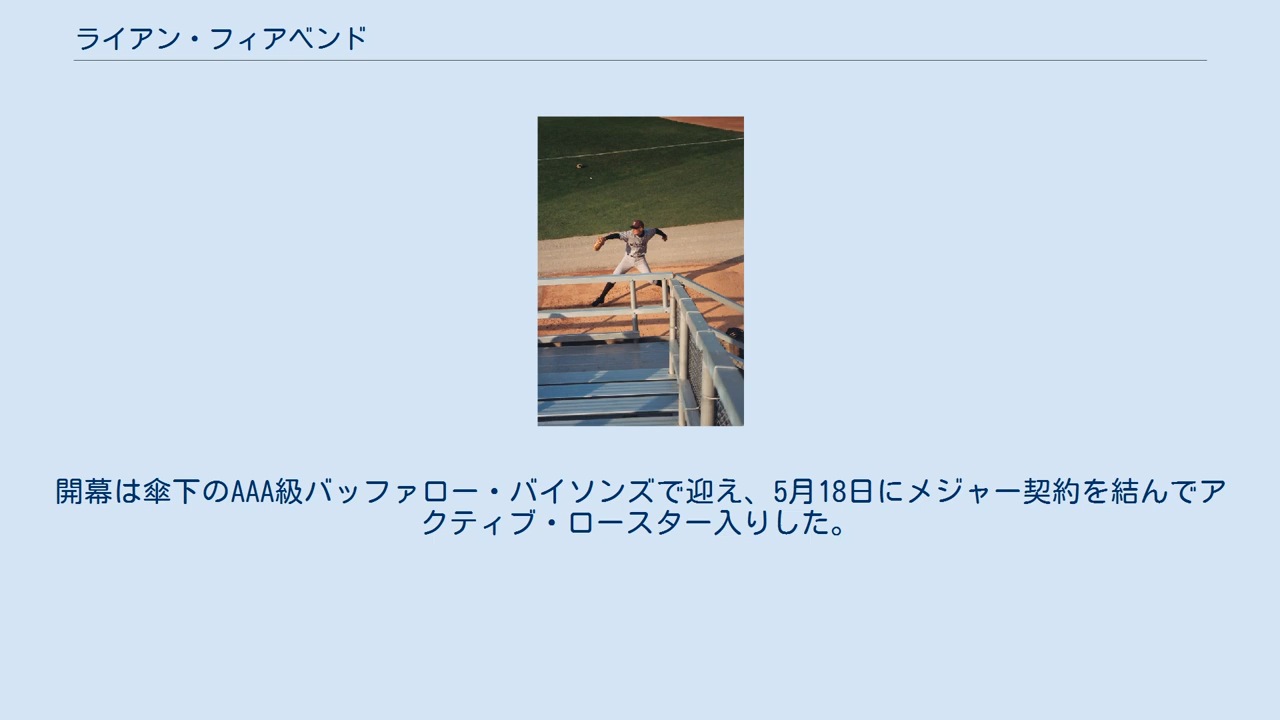 ライアン・フィアベンド
開幕は傘下のAAA級バッファロー・バイソンズで迎え、5月18日にメジャー契約を結んでア
クティブ・ロースター入りした。